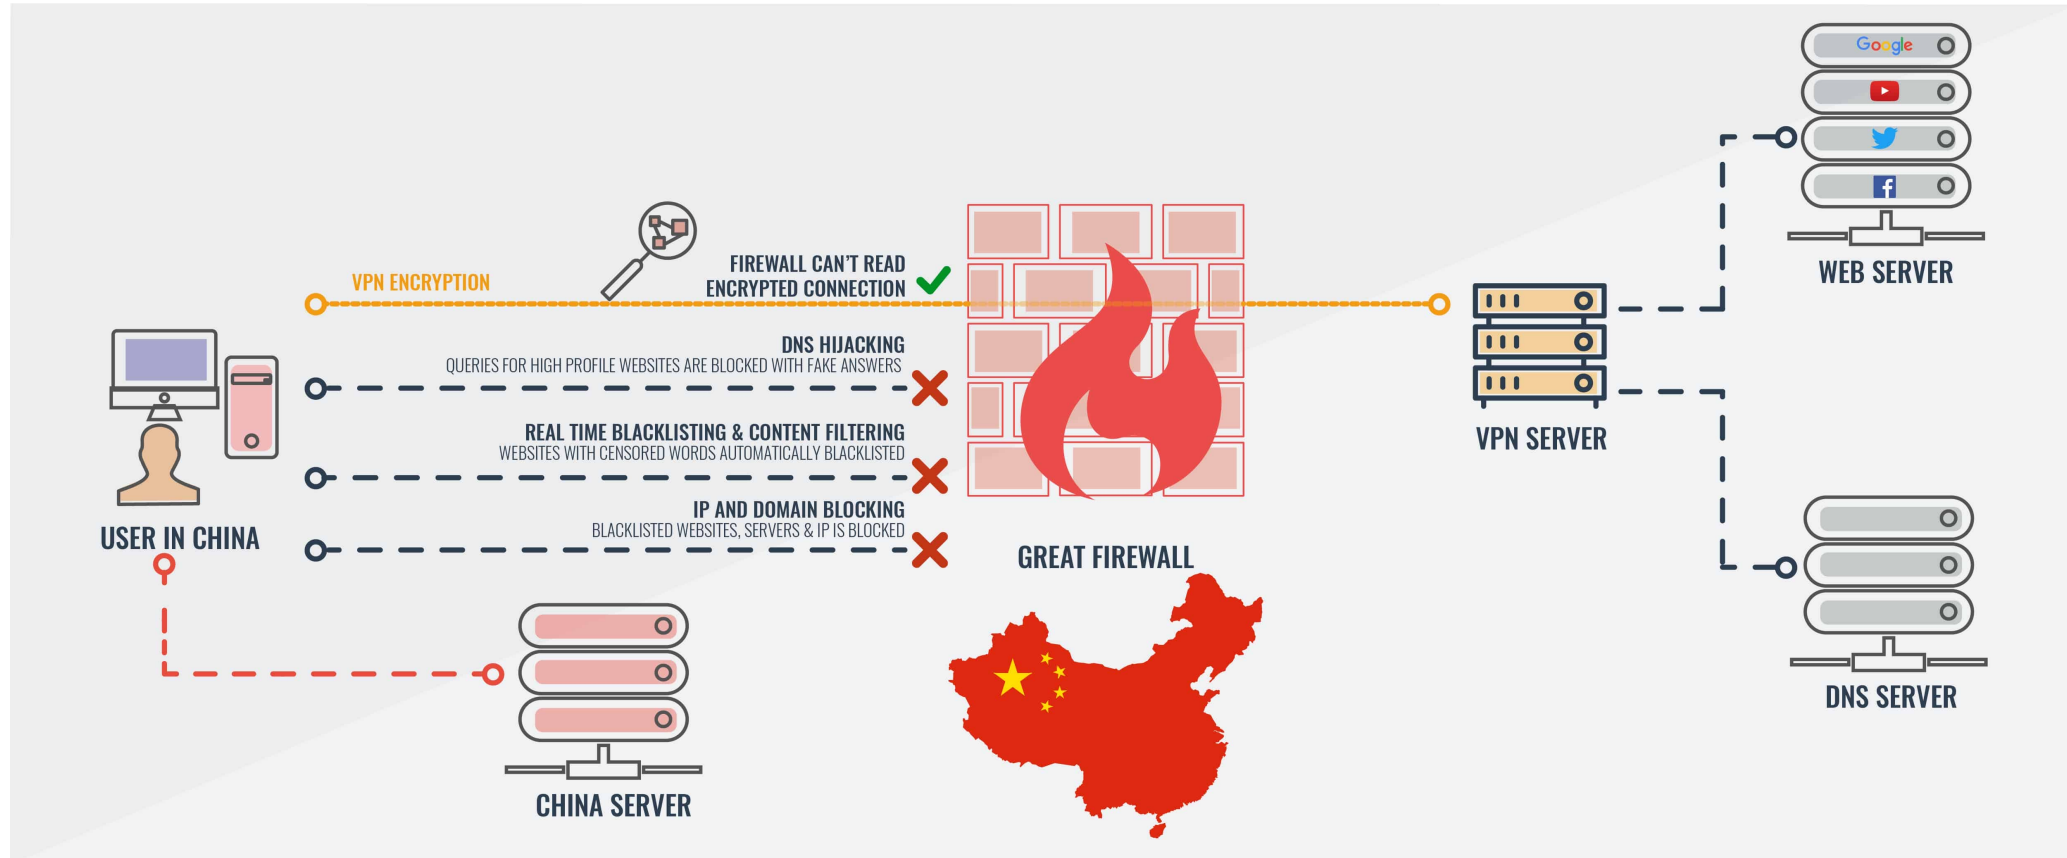 Google
WEB SERVER
VPN ENCRYPTION
FIREWALL CAN'T READ
ENCRYPTED CONNECTION
DNS HIJACKING
QUERIES FOR HIGH PROFILE WEBSITES ARE BLOCKED WITH FAKE ANSWERS
REAL TIME BLACKLISTING & CONTENT FILTERING
WEBSITES WITH CENSORED WORDS AUTOMATICALLY BLACKLISTED
IP AND DOMAIN BLOCKING
BLACKLISTED WEBSITES, SERVERS & IP IS BLOCKED
USER IN CHINA
GREAT FIREWALL
VPN SERVER
DNS SERVER
CHINA SERVER